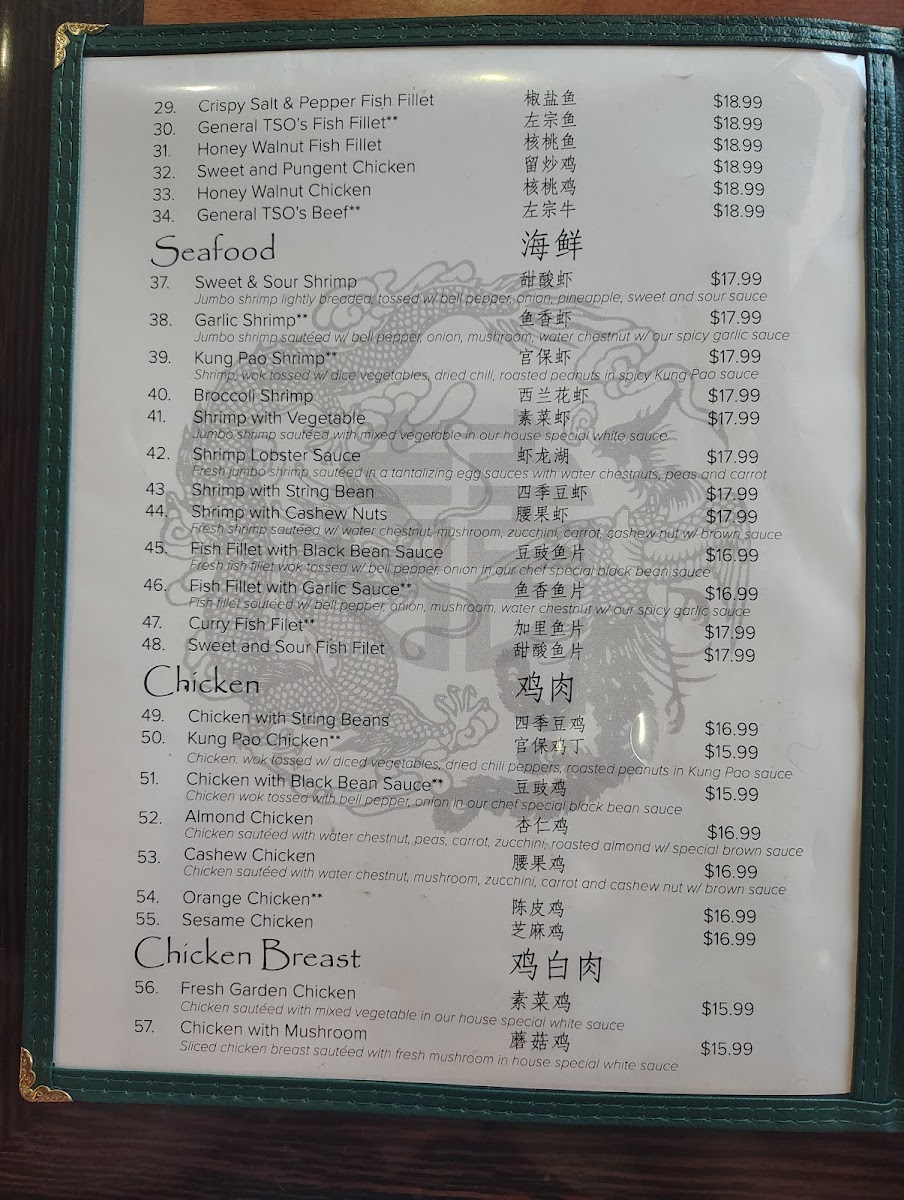 29. Crispy Salt & Pepper Fish Fillet 椒盐鱼 $18.99
30. General TSO's Fish Fillet** 左宗鱼 $18.99
31. Honey Walnut Fish Fillet 核桃鱼 $18.99
32. Sweet and Pungent Chicken 留炒鸡 $18.99
33. Honey Walnut Chicken 核桃鸡 $18.99
34. General TSO's Beef** 左宗牛 $18.99
Seafood 海鲜
37. Sweet & Sour Shrimp 甜酸虾 $17.99
Jumbo shrimp lightly breaded, tossed w/ bell pepper, onion, pineapple, sweet and sour sauce
38. Garlic Shrimp** 鱼香虾 $17.99
Jumbo shrimp sautéed w/ bell pepper, onion, mushroom, water chestnut w/ our spicy garlic sauce
39. Kung Pao Shrimp** 宫保虾 $17.99
Shrimp, wok tossed w/ dice vegetables, dried chili, roasted peanuts in spicy Kung Pao sauce
40. Broccoli Shrimp 西兰花虾 $17.99
41. Shrimp with Vegetable 素菜虾 $17.99
Jumbo shrimp sautéed with mixed vegetable in our house special white sauce
42. Shrimp Lobster Sauce 虾龙湖 $17.99
Fresh jumbo shrimp sautéed in a tantalizing egg sauces with water chestnuts, peas and carrot
43. Shrimp with String Bean 四季豆虾 $17.99
44. Shrimp with Cashew Nuts 腰果虾 $17.99
Fresh shrimp sautéed w/ water chestnut, mushroom, zucchini, carrot, cashew nut w/ brown sauce
45. Fish Fillet with Black Bean Sauce 豆豉鱼片 $16.99
Fresh fish fillet wok tossed w/ bell pepper onion in our chef special black bean sauce
46. Fish Fillet with Garlic Sauce** 鱼香鱼片 $16.99
Fish fillet sautéed w/ bell pepper, onion, mushroom, water chestnut w/ our spicy garlic sauce
47. Curry Fish Filet** 加里鱼片 $17.99
48. Sweet and Sour Fish Filet 甜酸鱼片 $17.99
Chicken 鸡肉
49. Chicken with String Beans 四季豆鸡 $16.99
50. Kung Pao Chicken** 宫保鸡丁 $15.99
Chicken. wok tossed w/ diced vegetables, dried chili peppers, roasted peanuts in Kung Pao sauce
51. Chicken with Black Bean Sauce** 豆豉鸡 $15.99
Chicken wok tossed with bell pepper, onion in our chef special black bean sauce
52. Almond Chicken 杏仁鸡 $16.99
Chicken sautéed with water chestnut, peas, carrot, zucchini, roasted almond w/ special brown sauce
53. Cashew Chicken 腰果鸡 $16.99
Chicken sautéed with water chestnut, mushroom, zucchini, carrot and cashew nut w/ brown sauce
54. Orange Chicken** 陈皮鸡 $16.99
55. Sesame Chicken 芝麻鸡 $16.99
Chicken Breast 鸡白肉
56. Fresh Garden Chicken 素菜鸡 $15.99
Chicken sautéed with mixed vegetable in our house special white sauce
57. Chicken with Mushroom 蘑菇鸡 $15.99
Sliced chicken breast sautéed with fresh mushroom in house special white sauce